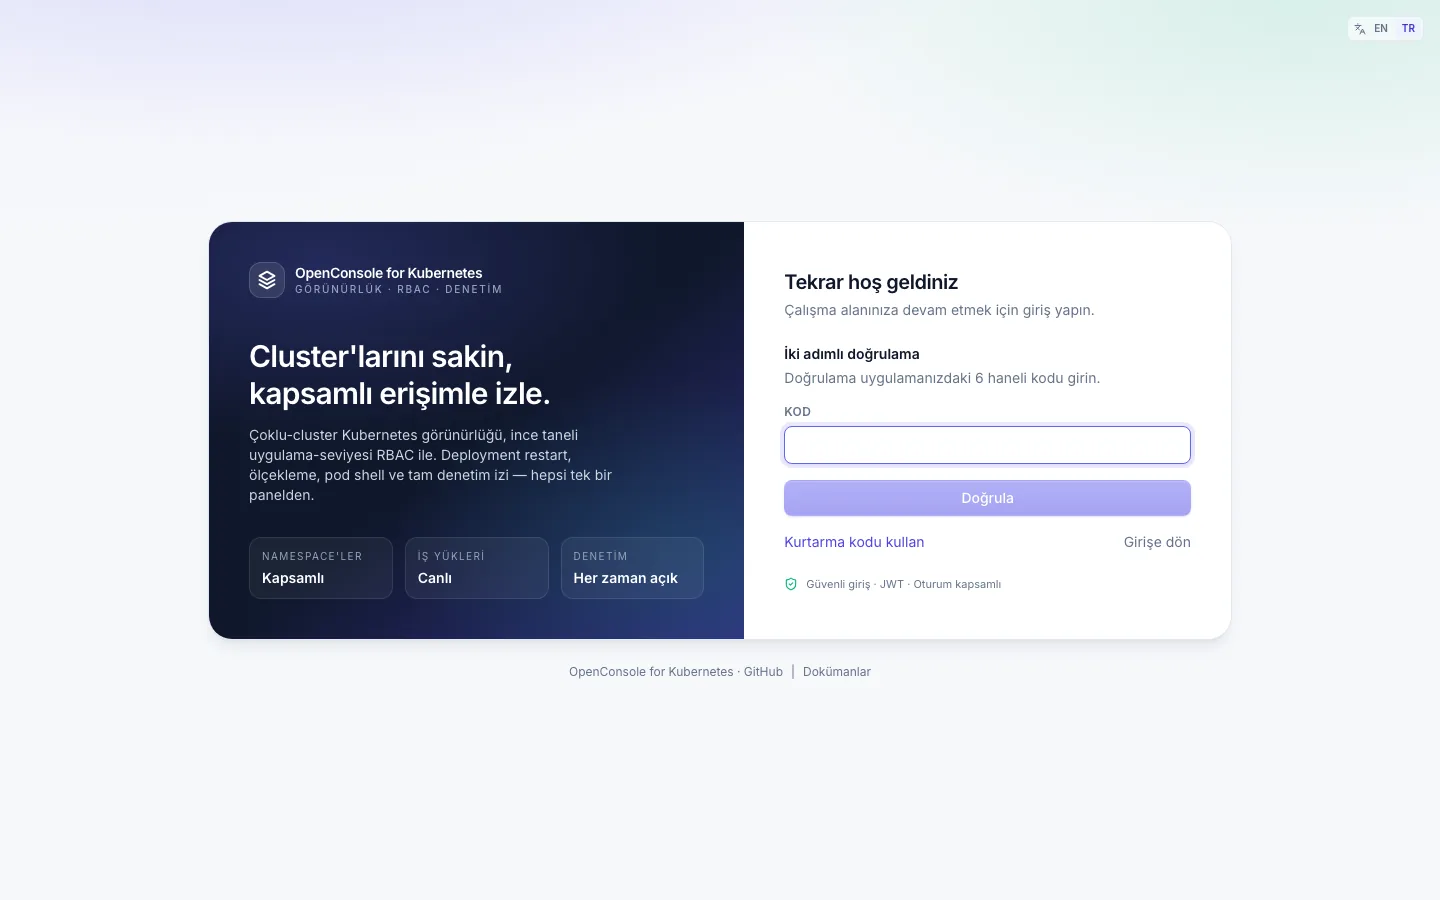 EN TR
OpenConsole for Kubernetes
GÖRÜNÜRLÜK · RBAC · DENETİM
Cluster'larını sakin,
kapsamlı erişimle izle.
Çoklu-cluster Kubernetes görünürlüğü, ince taneli
uygulama-seviyesi RBAC ile. Deployment restart,
ölçekleme, pod shell ve tam denetim izi — hepsi tek bir
panelden.
NAMESPACE'LER
Kapsamlı
İŞ YÜKLERİ
Canlı
DENETİM
Her zaman açık
Tekrar hoş geldiniz
Çalışma alanınıza devam etmek için giriş yapın.
İki adımlı doğrulama
Doğrulama uygulamanızdaki 6 haneli kodu girin.
KOD
Doğrula
Kurtarma kodu kullan
Girişe dön
Güvenli giriş · JWT · Oturum kapsamlı
OpenConsole for Kubernetes · GitHub | Dokümanlar